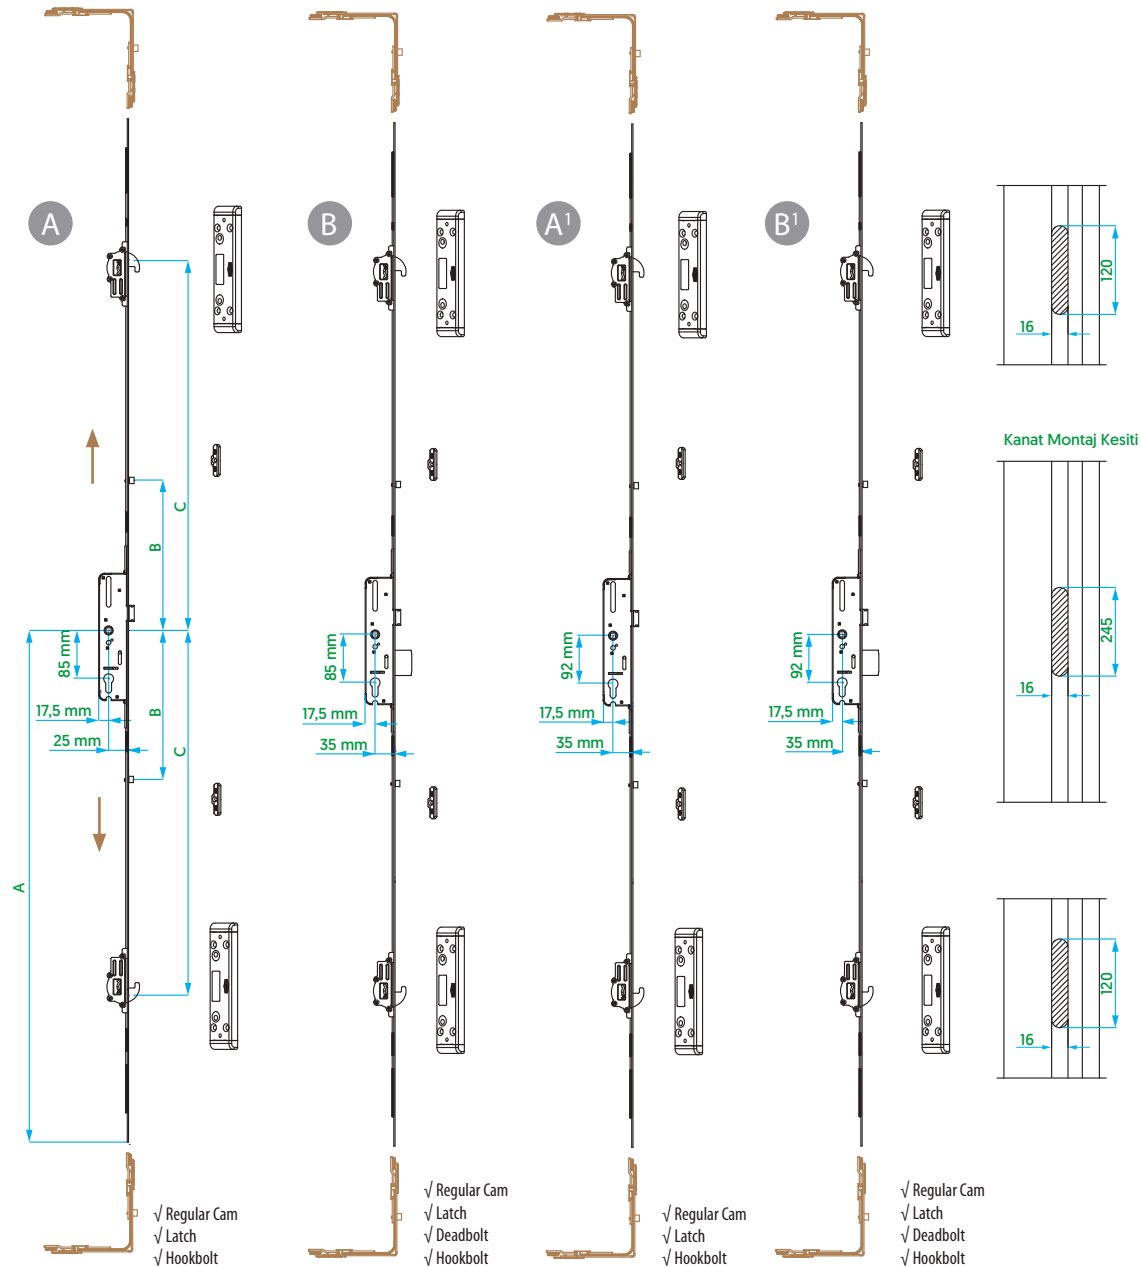 A
B
A¹
B¹
120
16
Kanat Montaj Kesiti
C
B
85 mm
17,5 mm
25 mm
B
C
A
85 mm
17,5 mm
35 mm
92 mm
17,5 mm
35 mm
92 mm
17,5 mm
35 mm
245
16
120
16
√ Regular Cam
√ Latch
√ Hookbolt
√ Regular Cam
√ Latch
√ Deadbolt
√ Hookbolt
√ Regular Cam
√ Latch
√ Hookbolt
√ Regular Cam
√ Latch
√ Deadbolt
√ Hookbolt